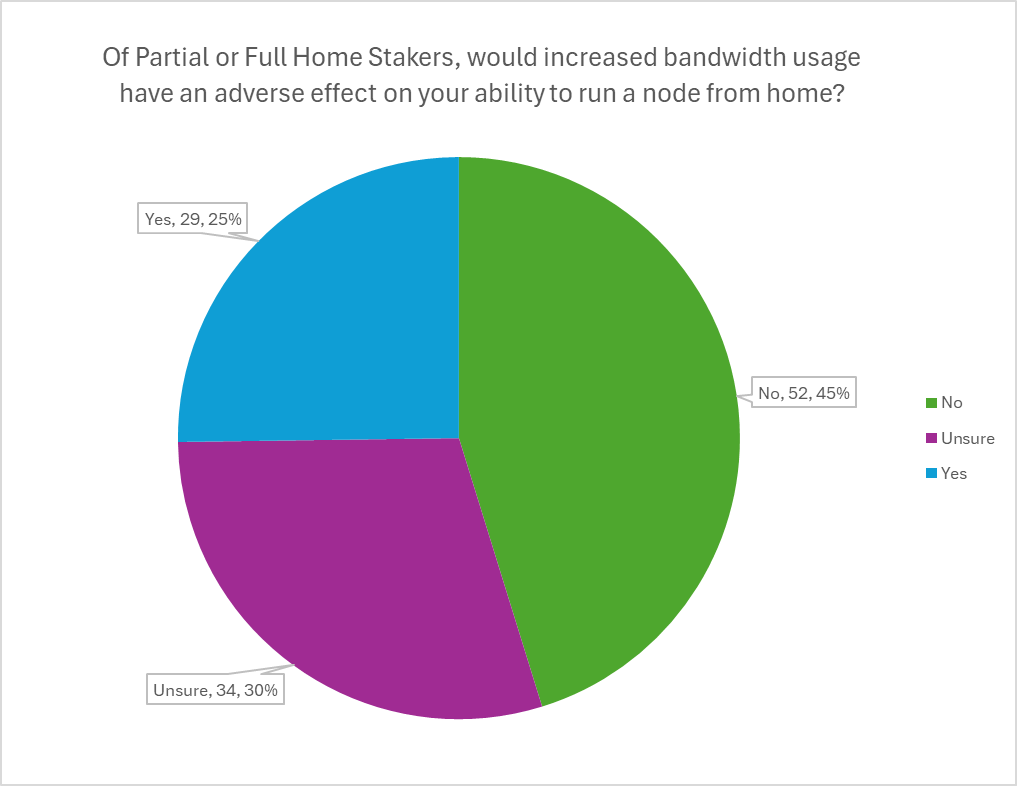 Of Partial or Full Home Stakers, would increased bandwidth usage
have an adverse effect on your ability to run a node from home?
Yes, 29, 25%
No, 52, 45%
No
Unsure
Yes
Unsure, 34, 30%